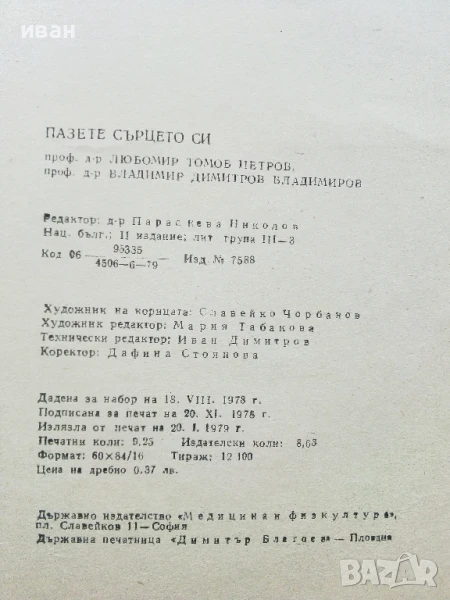 иван
ПАЗЕТЕ СЪРЦЕТО СИ
проф. д-р ЛЮБОМИР ТОМОВ ПЕТРОВ,
проф. д-р ВЛАДИМИР ДИМИТРОВ ВЛАДИМИРОВ
Редактор: д-р Параскева Николов
Нац. бълг.; II издание; лит. група III—3
Код 06 95335
4506—6—79 Изд. № 7588
Художник на корицата: Славейко Чорбанов
Художник редактор: Мария Табакова
Технически редактор: Иван Димитров
Коректор: Дафина Стоянова
Дадена за набор на 18. VIII. 1978 г.
Подписана за печат на 20. XI. 1978 г.
Излязла от печат на 20. I. 1979 г.
Печатни коли: 9,25 Издателски коли: 8,63
Формат: 60×84/16 Тираж: 12 100
Цена на дребно 0.37 лв.
Държавно издателство «Медицина и физкултура»,
пл. Славейков 11—София
Държавна печатница «Димитър Благоев» — Пловдив
BAZAR